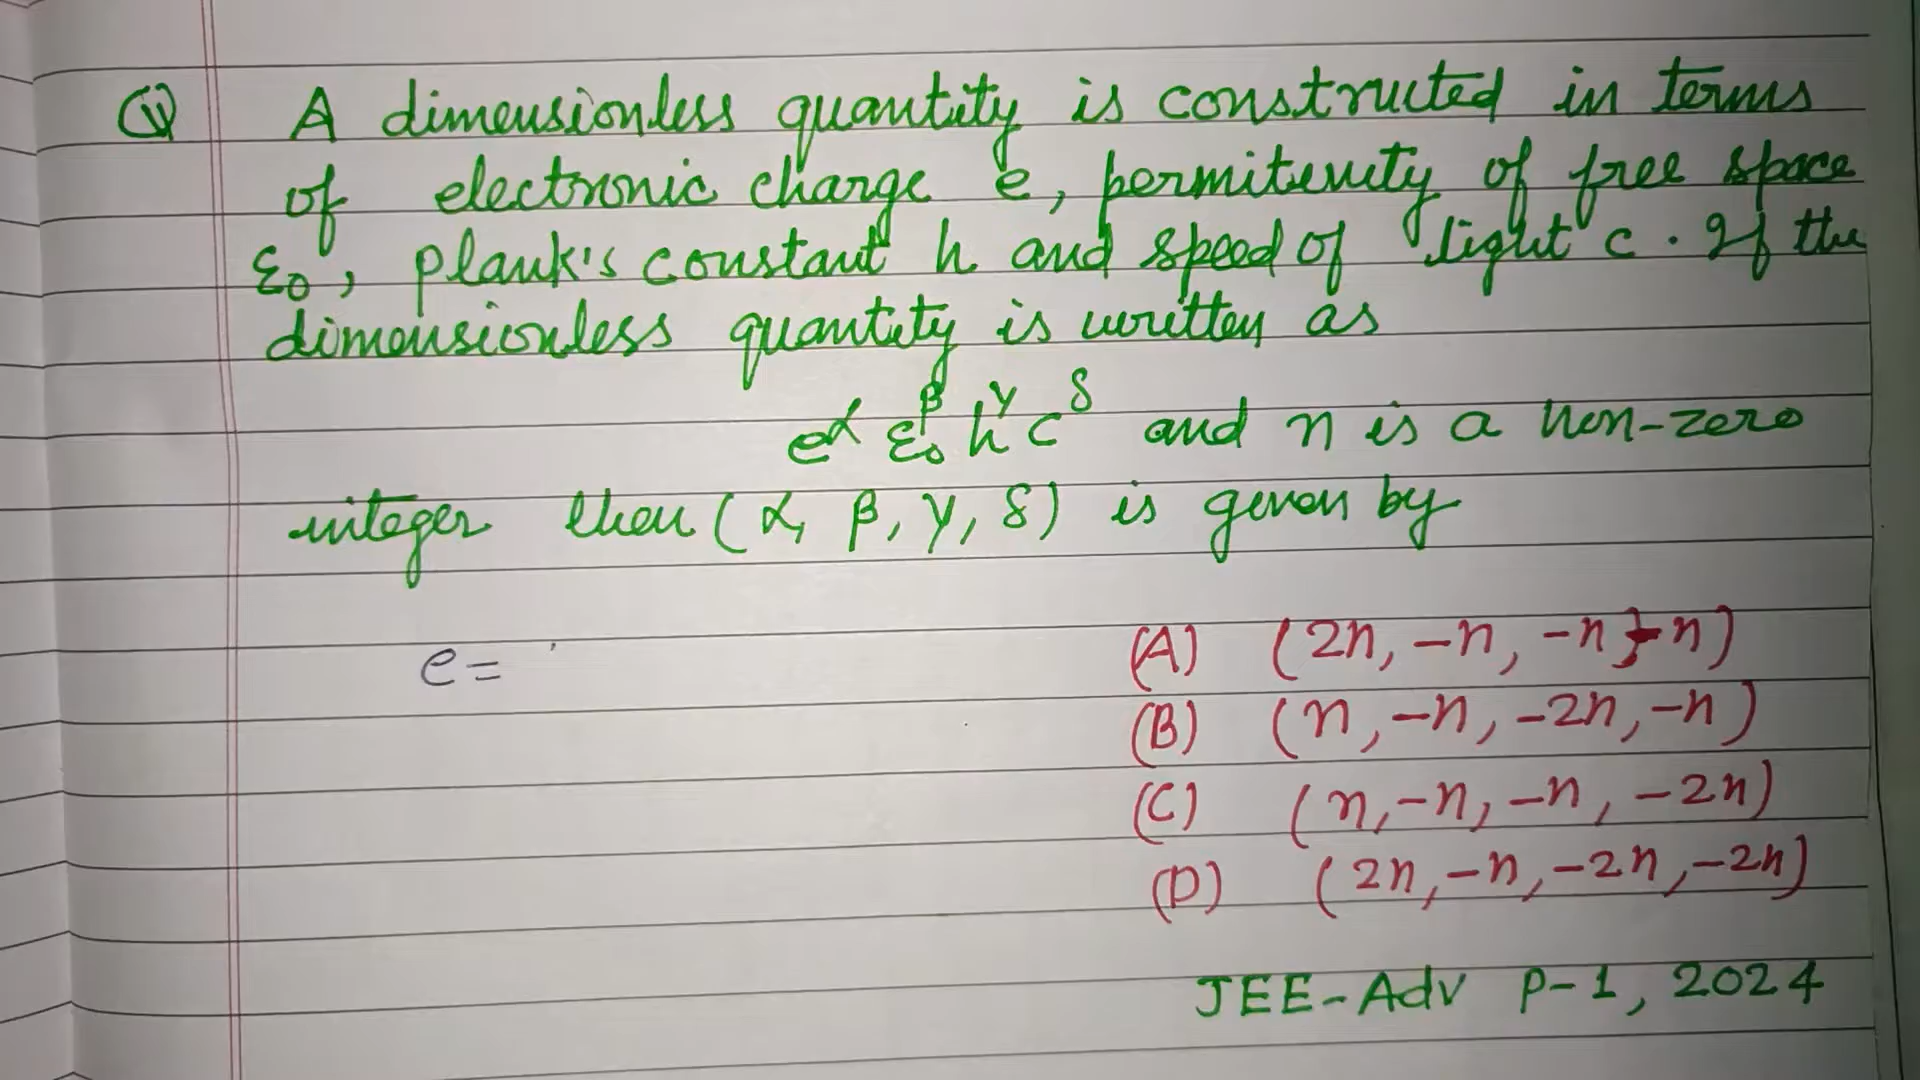 Q A dimensionless quantity is constructed in terms
of electronic charge e, permitevity of free space
ε₀, plank's constant h and speed of light c. If the
dimensionless quantity is written as
e^α ε₀^β h^γ c^δ and n is a non-zero
integer then (α, β, γ, δ) is given by
e=
(A) (2n, -n, -n, -n)
(B) (n, -n, -2n, -n)
(C) (n, -n, -n, -2n)
(D) (2n, -n, -2n, -2n)
JEE-Adv P-1, 2024